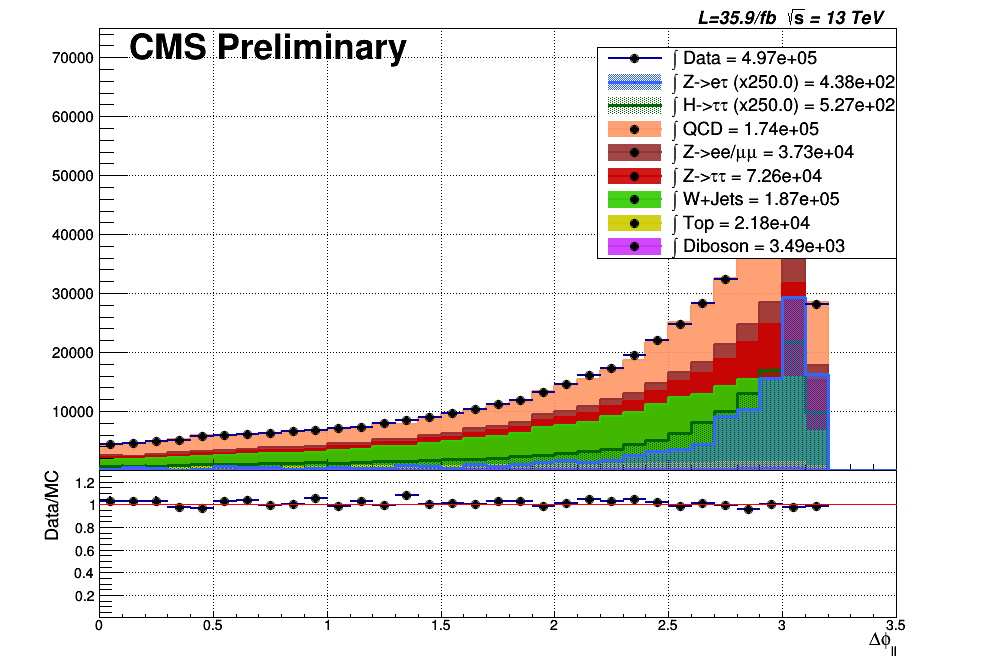 L=35.9/fb √s = 13 TeV
CMS Preliminary
∫ Data = 4.97e+05
∫ Z->eτ (x250.0) = 4.38e+02
∫ H->ττ (x250.0) = 5.27e+02
∫ QCD = 1.74e+05
∫ Z->ee/μμ = 3.73e+04
∫ Z->ττ = 7.26e+04
∫ W+Jets = 1.87e+05
∫ Top = 2.18e+04
∫ Diboson = 3.49e+03
70000
60000
50000
40000
30000
20000
10000
Data/MC
1.2
1
0.8
0.6
0.4
0.2
0 0.5 1 1.5 2 2.5 3 3.5
Δϕ||